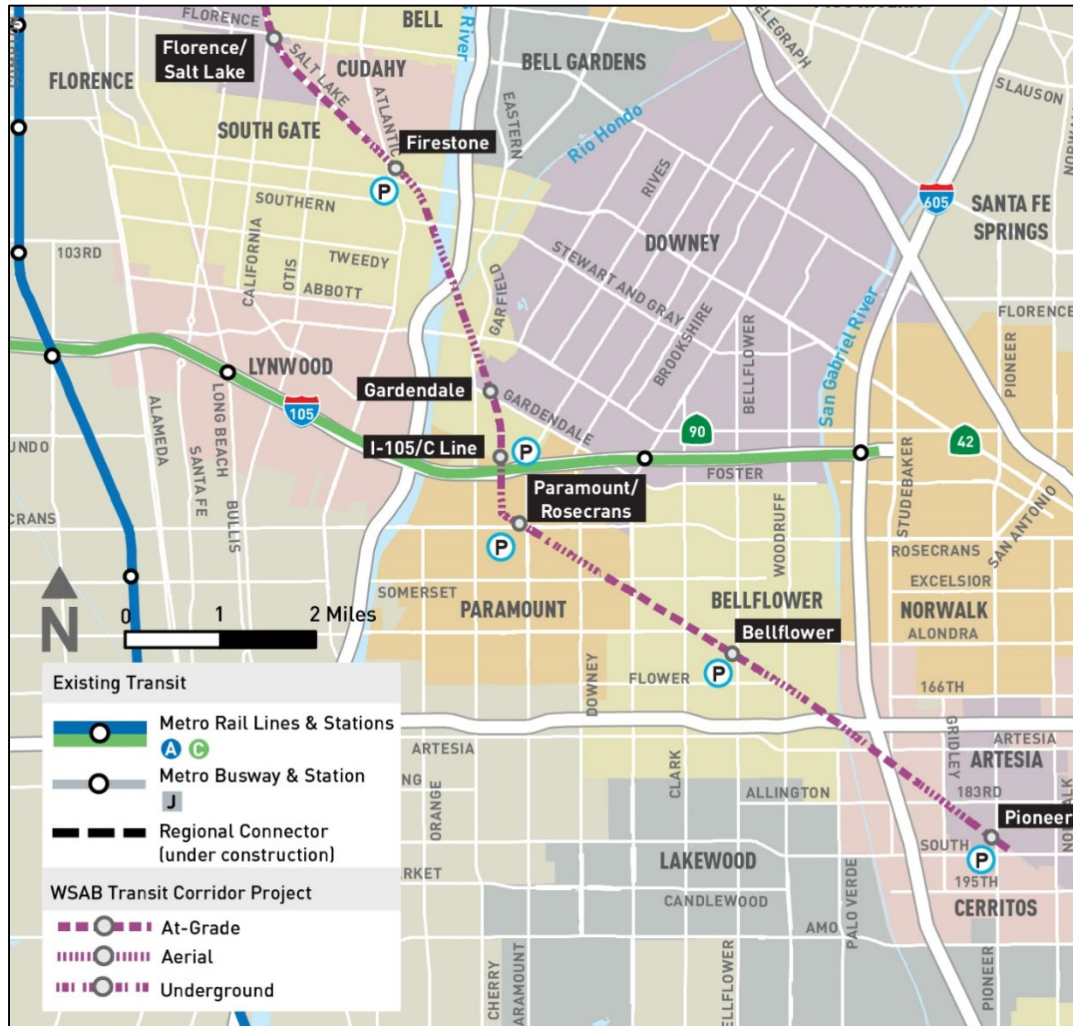 FLORENCE
BELL
s River
TELEGRAPH
Florence/
Salt Lake
SALT LAKE
CUDAHY
BELL GARDENS
SLAUSON
FLORENCE
ATLANTIC
EASTERN
Rio Hondo
SOUTH GATE
Firestone
P
RIVES
605
SANTA FE
SPRINGS
SOUTHERN
DOWNEY
103RD
CALIFORNIA
OTIS
TWEEDY
ABBOTT
GARFIELD
STEWART AND GRAY
BROOKSHIRE
BELLFLOWER
San Gabriel River
FLORENCE
PIONEER
LYNWOOD
105
Gardendale
GARDENDALE
90
42
ALAMEDA
LONG BEACH
I-105/C Line
P
FOSTER
UNDO
SANTA FE
BULLIS
Paramount/
Rosecrans
STUDEBAKER
SAN ANTONIO
CRANS
P
WOODRUFF
ROSECRANS
N
0 1 2 Miles
SOMERSET
PARAMOUNT
BELLFLOWER
EXCELSIOR
NORWALK
Bellflower
ALONDRA
P
DOWNEY
FLOWER
166TH
Existing Transit
Metro Rail Lines & Stations
A C
Metro Busway & Station
J
Regional Connector
(under construction)
WSAB Transit Corridor Project
At-Grade
Aerial
Underground
ARTESIA
GRIDLEY
ARTESIA
ARTESIA
NG
ORANGE
CLARK
ALLINGTON
183RD
Pioneer
SOUTH
P
ARKET
LAKEWOOD
195TH
CANDLEWOOD
PALO VERDE
CERRITOS
AMO
CHERRY
ARAMOUNT
ELLFLOWER
PIONEER